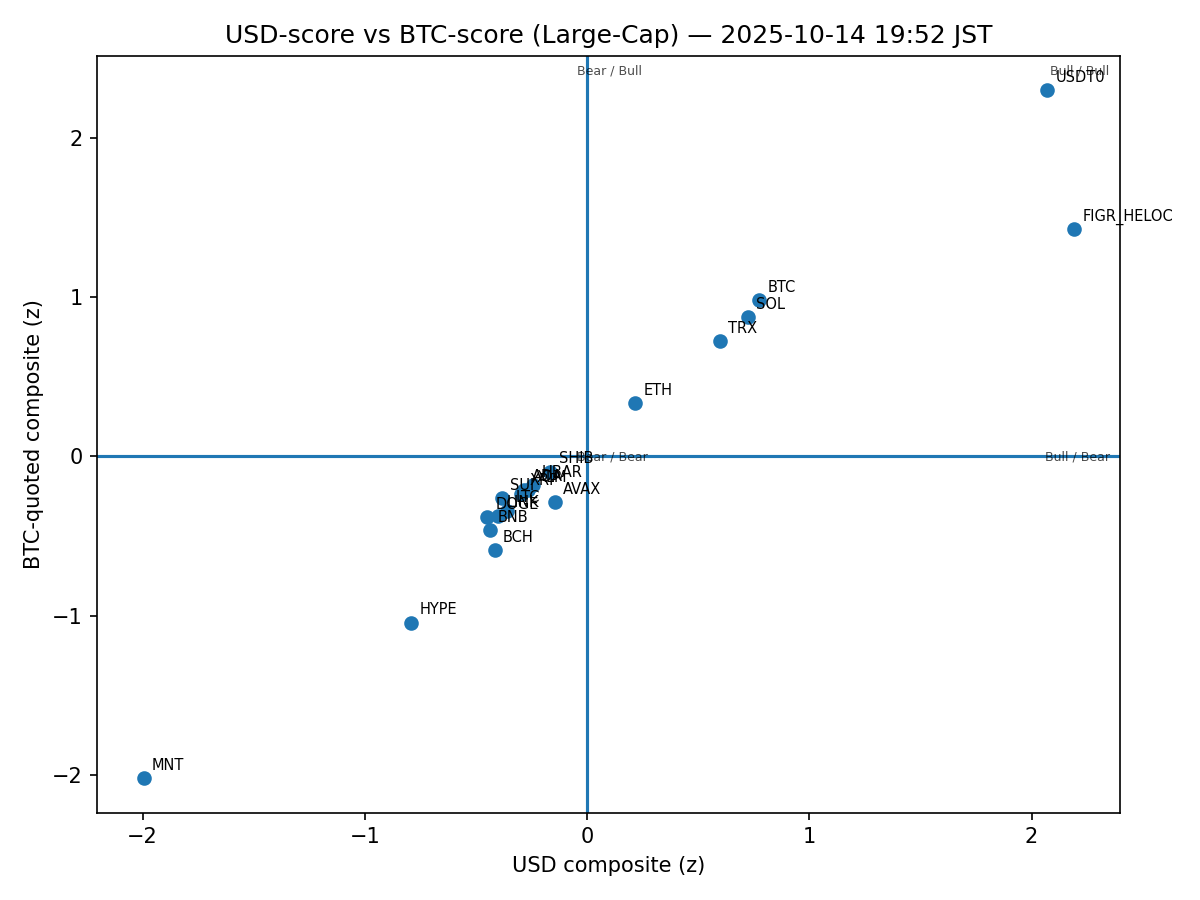 USD-score vs BTC-score (Large-Cap) — 2025-10-14 19:52 JST
Bear / Bull
Bull / Bull
USDT0
2
FIGR_HELOC
BTC
SOL
1
TRX
ETH
0
SHIB
Bear / Bear
Bull / Bear
HBAR
AVAX
SUI
LINK
DOGE
BNB
BCH
HYPE
−1
MNT
−2
−2
−1
0
1
2
USD composite (z)
BTC-quoted composite (z)